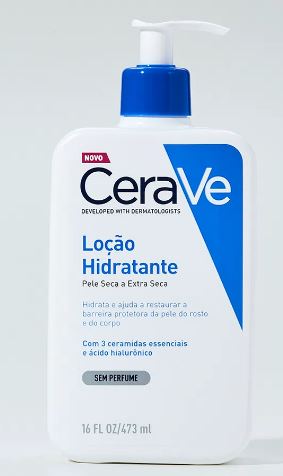 NOVO
CeraVe
DEVELOPED WITH DERMATOLOGISTS
Loção
Hidratante
Pele Seca a Extra Seca
Hidrata e ajuda a restaurar a
barreira protetora da pele do rosto
e do corpo
Com 3 ceramidas essenciais
e ácido hialurônico
SEM PERFUME
16 FL OZ/473 ml